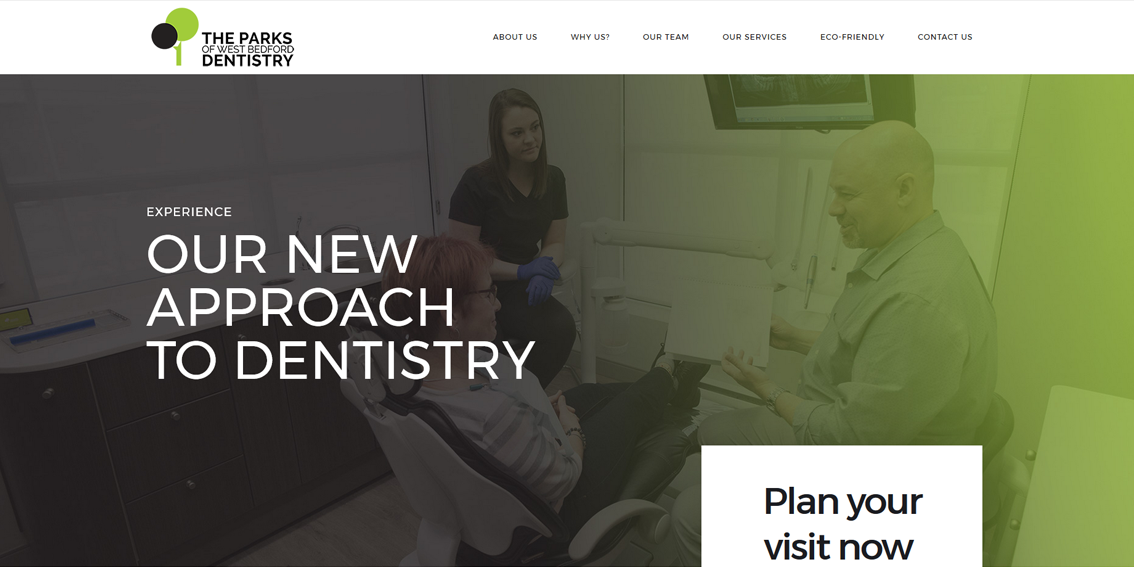 THE PARKS
OF WEST BEDFORD
DENTISTRY
ABOUT US
WHY US?
OUR TEAM
OUR SERVICES
ECO-FRIENDLY
CONTACT US
EXPERIENCE
OUR NEW
APPROACH
TO DENTISTRY
Plan your
visit now